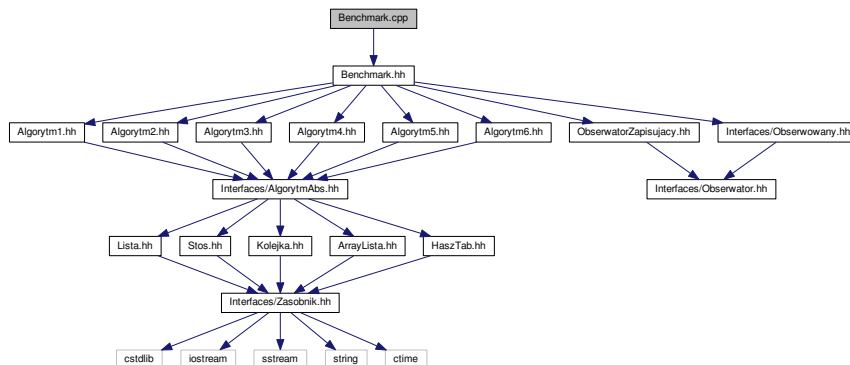 Benchmark.cpp
Benchmark.hh
Algorytm1.hh
Algorytm2.hh
Algorytm3.hh
Algorytm4.hh
Algorytm5.hh
Algorytm6.hh
ObserwatorZapisujacy.hh
Interfaces/Obserwowany.hh
Interfaces/AlgorytmAbs.hh
Interfaces/Obserwator.hh
Lista.hh
Stos.hh
Kolejka.hh
ArrayLista.hh
HaszTab.hh
Interfaces/Zasobnik.hh
cstdlib
iostream
sstream
string
ctime